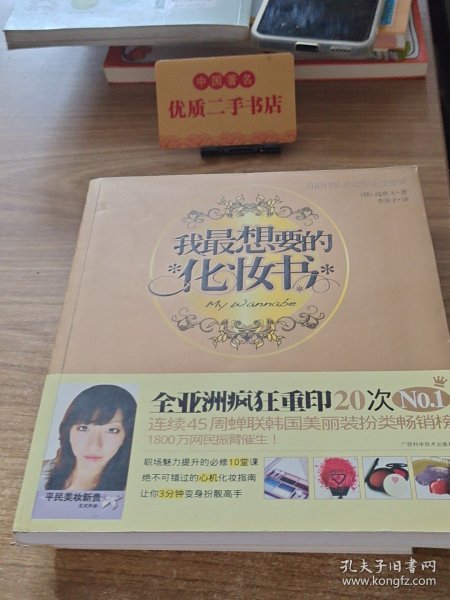 中国著名
优质二手书店
我最想要的
化妆书
My Wannabe
全亚洲疯狂重印20次 No.1
连续45周蝉联韩国美丽装扮类畅销榜
1800万网民振臂催生！
广西科学技术出版社
职场魅力提升的必修10堂课
绝不可错过的心机化妆指南
让你3分钟变身扮靓高手
平民美妆新贵
正式开讲!
孔夫子旧书网
www.kongfz.com